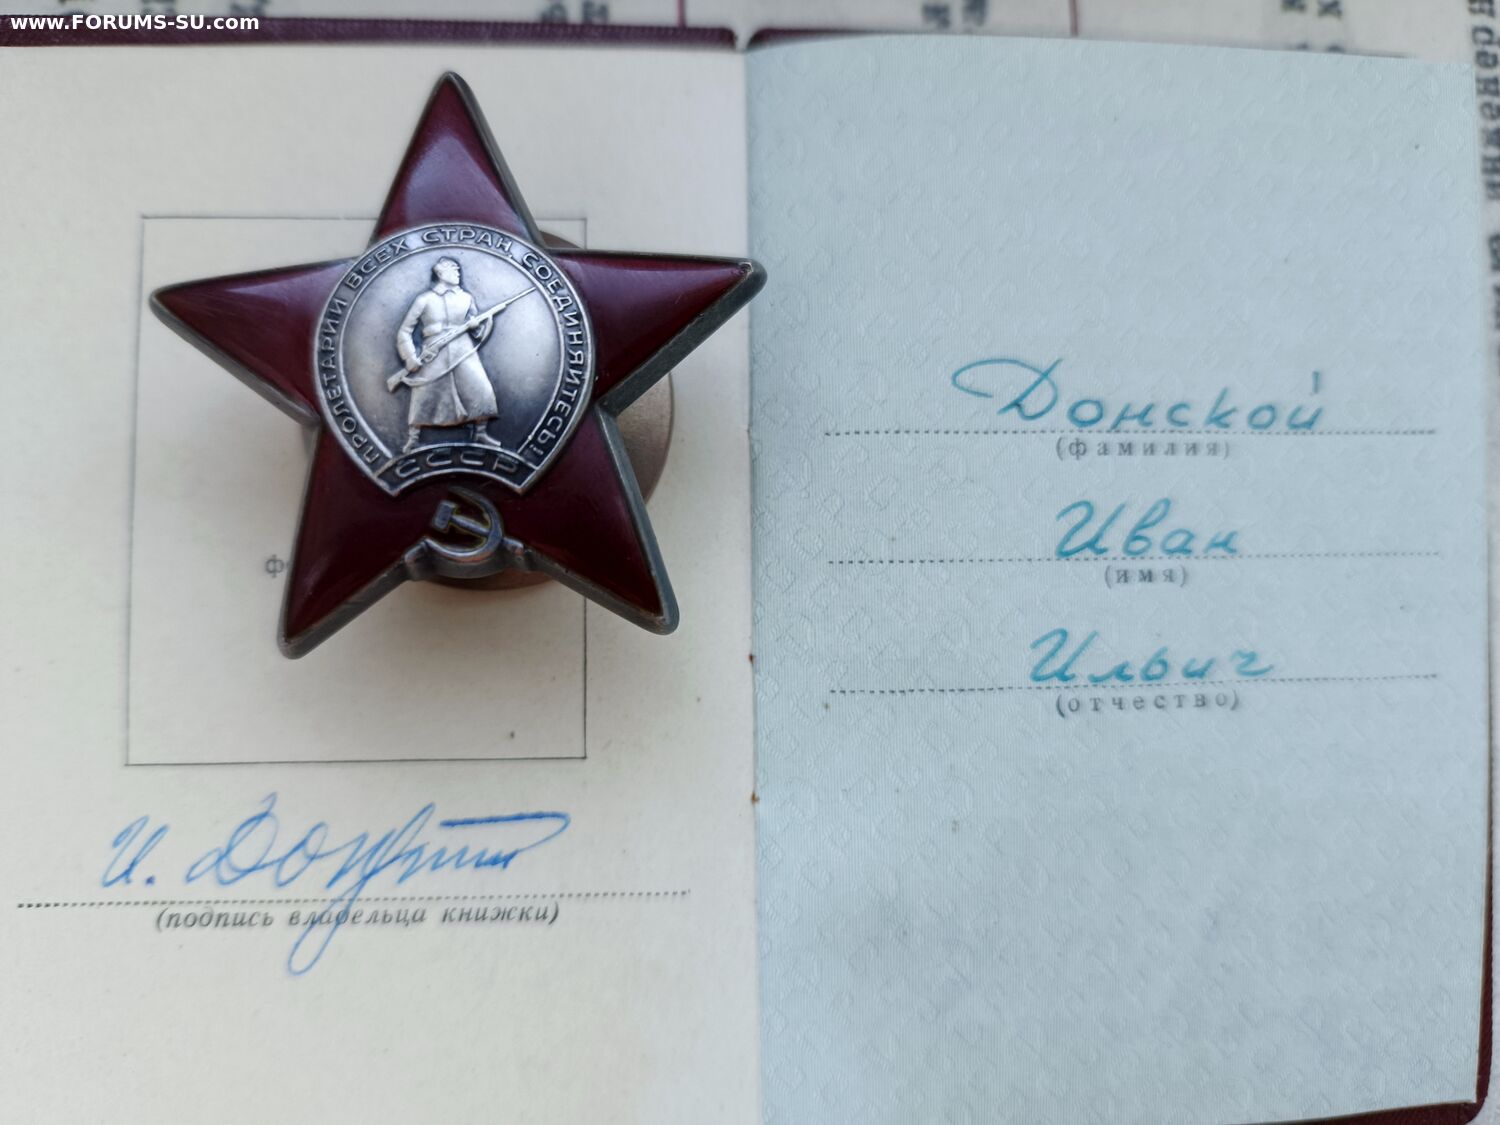 www.FORUMS-SU.com
ПРОЛЕТАРИИ ВСЕХ СТРАН, СОЕДИНЯЙТЕСЬ!
СССР
(подпись владельца книжки)
Донской
(фамилия)
Иван
(имя)
Ильич
(отчество)